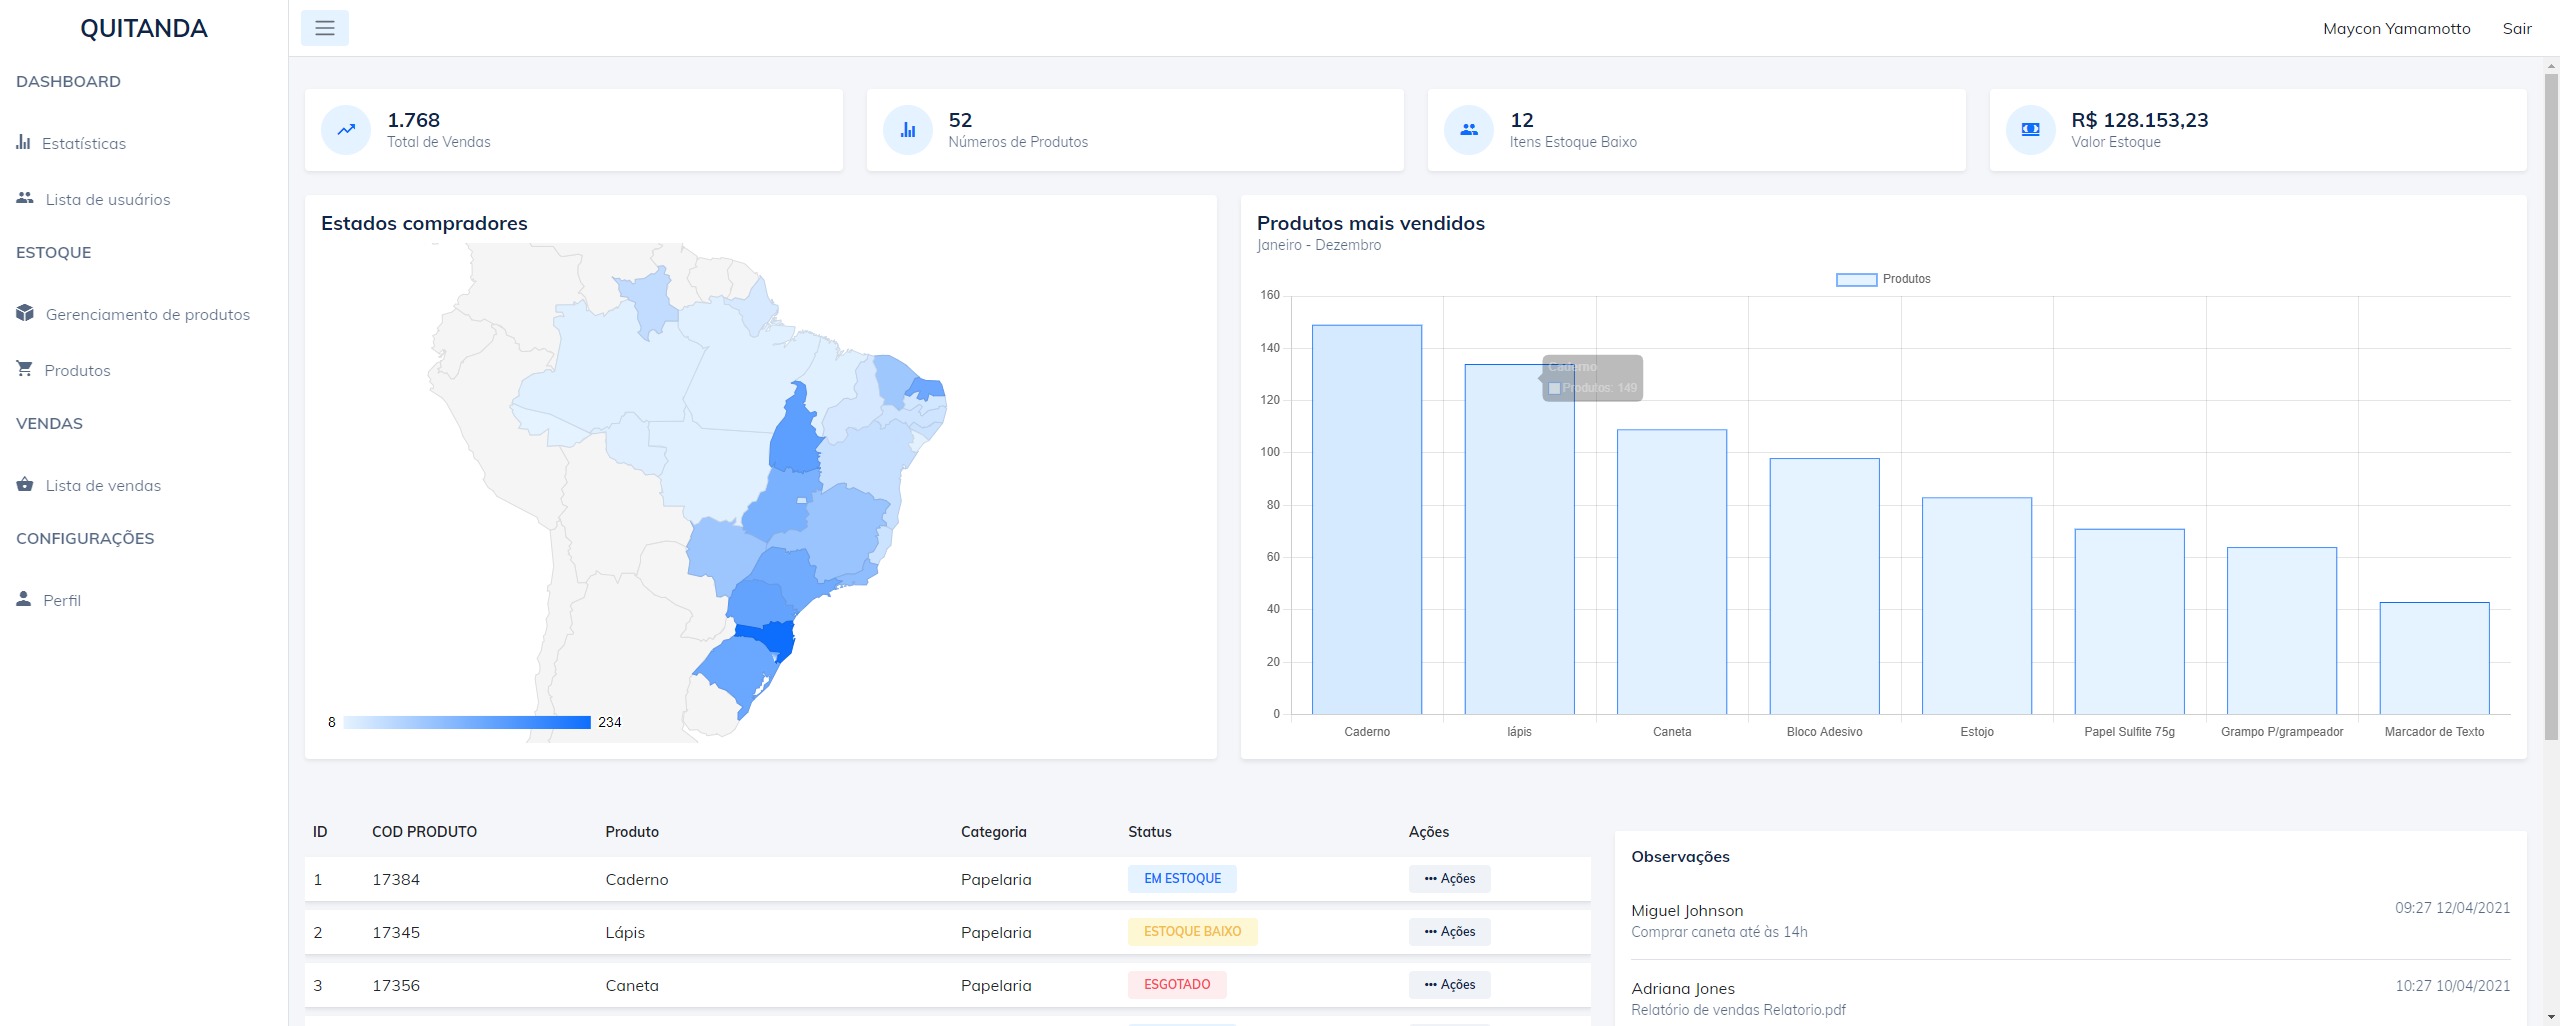 QUITANDA
Maycon Yamamotto
Sair
DASHBOARD
Estatísticas
Lista de usuários
ESTOQUE
Gerenciamento de produtos
Produtos
VENDAS
Lista de vendas
CONFIGURAÇÕES
Perfil
1.768
Total de Vendas
52
Números de Produtos
12
Itens Estoque Baixo
R$ 128.153,23
Valor Estoque
Estados compradores
8
234
Produtos mais vendidos
Janeiro - Dezembro
Produtos
160
140
120
100
80
60
40
20
0
Caderno
Produtos: 149
Caderno
lápis
Caneta
Bloco Adesivo
Estojo
Papel Sulfite 75g
Grampo P/grampeador
Marcador de Texto
ID COD PRODUTO Produto Categoria Status Ações
1 17384 Caderno Papelaria EM ESTOQUE ••• Ações
2 17345 Lápis Papelaria ESTOQUE BAIXO ••• Ações
3 17356 Caneta Papelaria ESGOTADO ••• Ações
Observações
Miguel Johnson 09:27 12/04/2021
Comprar caneta até às 14h
Adriana Jones 10:27 10/04/2021
Relatório de vendas Relatorio.pdf